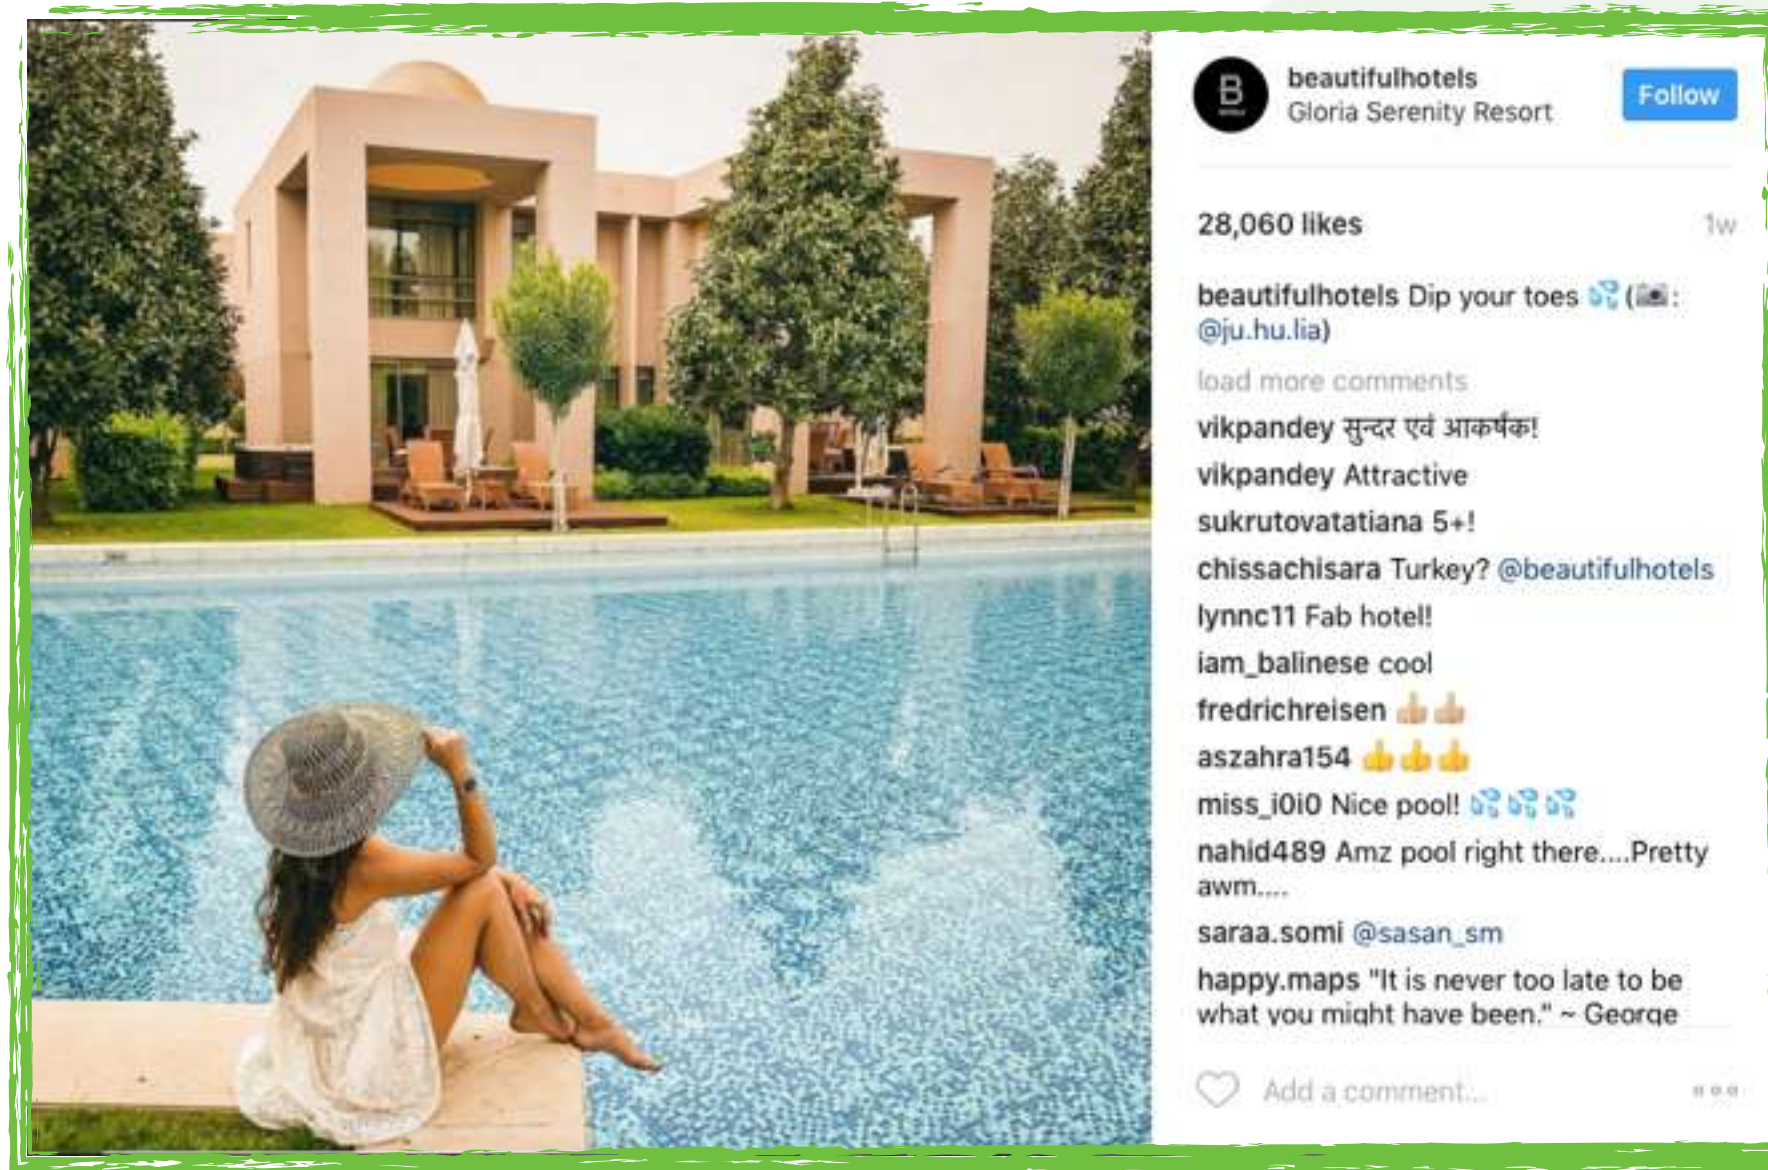 B
beautifulhotels
Gloria Serenity Resort
Follow
28,060 likes
1w
beautifulhotels Dip your toes 💦 (📷:
@ju.hu.lia)
load more comments
vikpandey सुन्दर एवं आकर्षक!
vikpandey Attractive
sukrutovatatiana 5+!
chissachisara Turkey? @beautifulhotels
lynnc11 Fab hotel!
iam_balinese cool
fredrichreisen 👍🏼👍🏼
aszahra154 👍👍👍
miss_i0i0 Nice pool! 💦💦💦
nahid489 Amz pool right there....Pretty
awm....
saraa.somi @sasan_sm
happy.maps "It is never too late to be
what you might have been." ~ George
Add a comment...